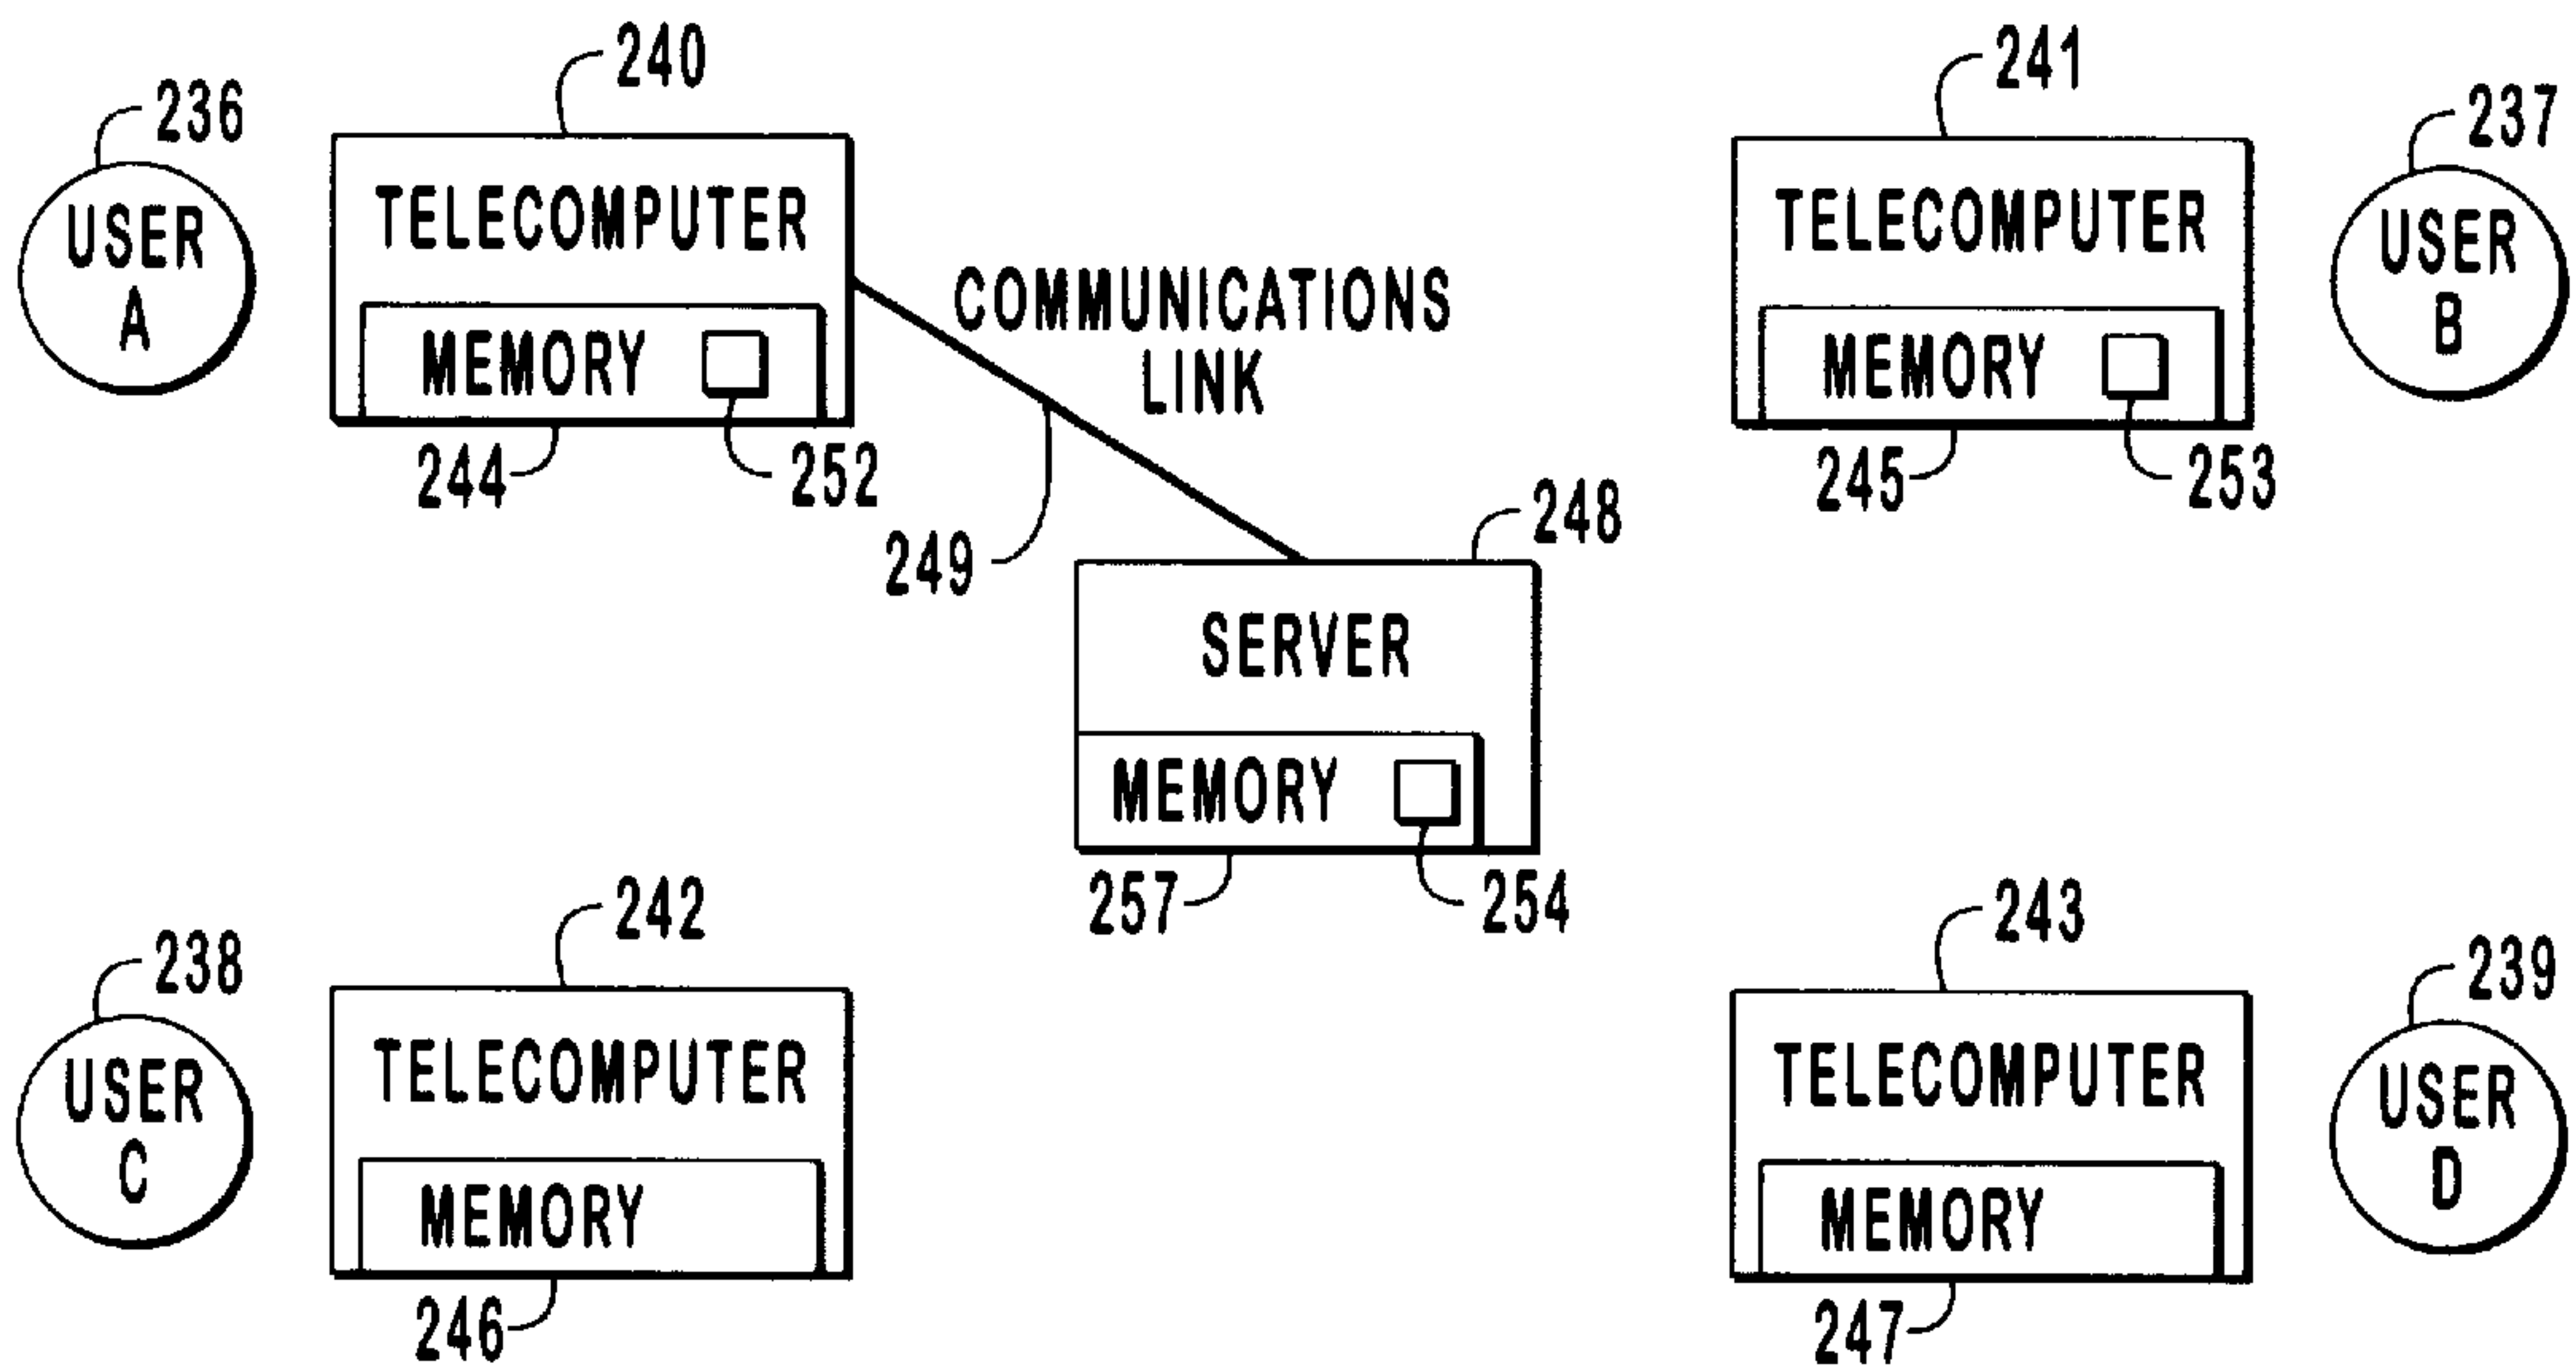 240
241
236
237
USER
A
TELECOMPUTER
MEMORY
244
252
COMMUNICATIONS
LINK
249
TELECOMPUTER
MEMORY
245
253
USER
B
248
SERVER
MEMORY
257
254
242
243
238
239
USER
C
TELECOMPUTER
MEMORY
246
TELECOMPUTER
MEMORY
247
USER
D